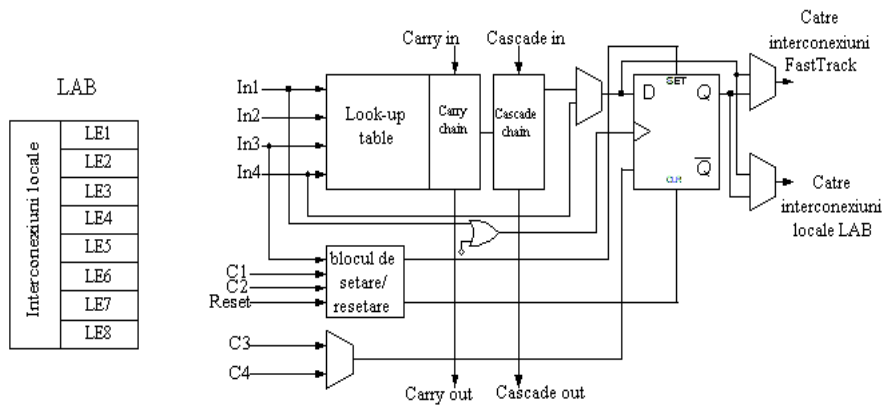 LAB
Interconexiuni locale
LE1
LE2
LE3
LE4
LE5
LE6
LE7
LE8
Carry in
Cascade in
In1
In2
In3
In4
Look-up
table
Carry
chain
Cascade
chain
D
SET
Q
Q
CLR
Catre
interconexiuni
FastTrack
Catre
interconexiuni
locale LAB
C1
C2
Reset
blocul de
setare/
resetare
C3
C4
Carry out
Cascade out